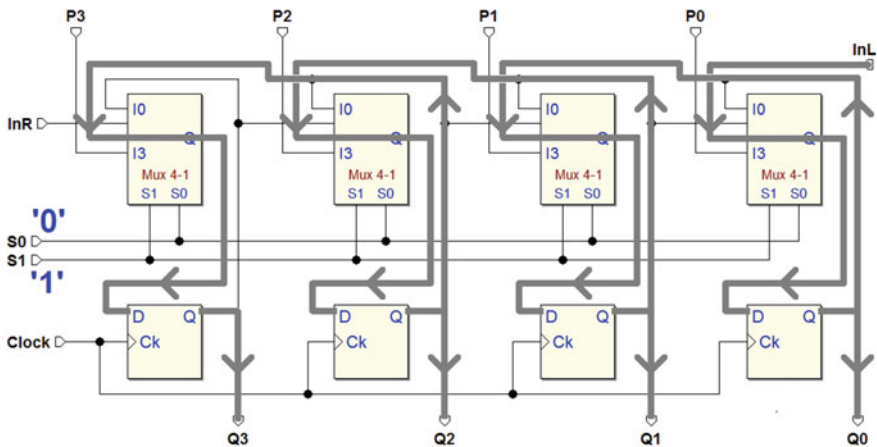 P3 P2 P1 P0
InL
I0 I0 I0 I0
InR Q Q Q Q
I3 I3 I3 I3
Mux 4-1 Mux 4-1 Mux 4-1 Mux 4-1
S1 S0 S1 S0 S1 S0 S1 S0
'0'
S0
S1
'1'
D Q D Q D Q D Q
Clock Ck Ck Ck Ck
Q3 Q2 Q1 Q0